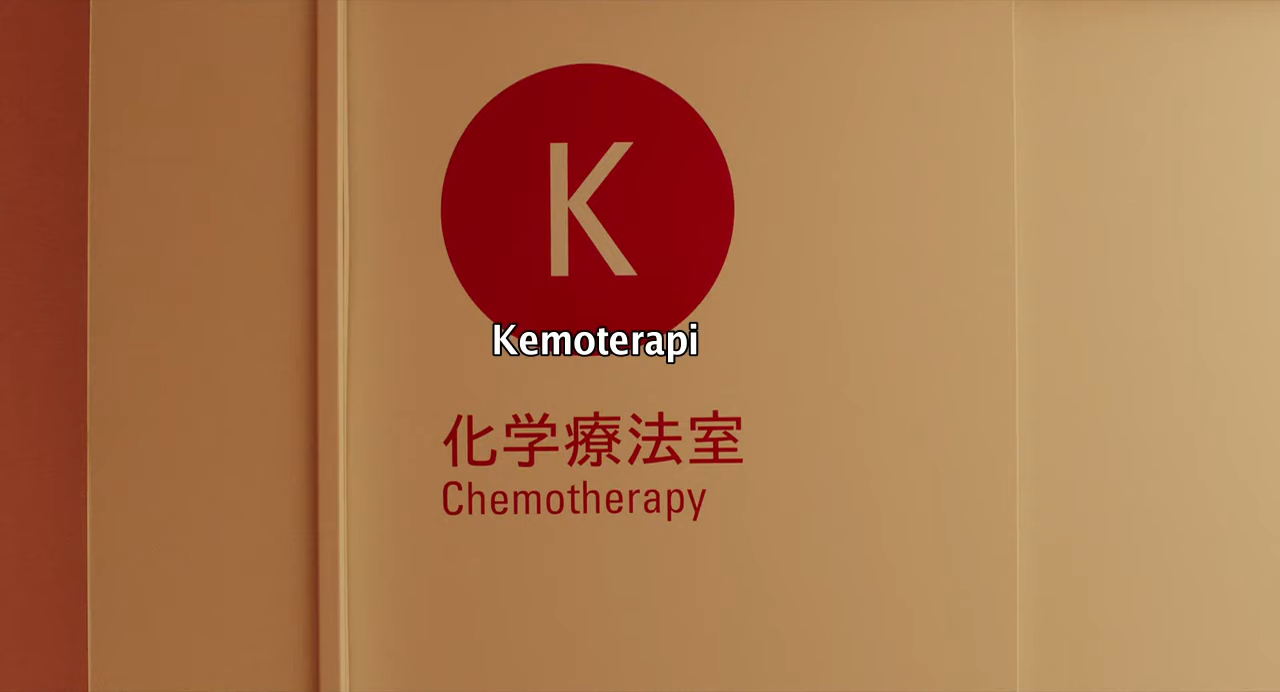 K
Kemoterapi
化学療法室
Chemotherapy